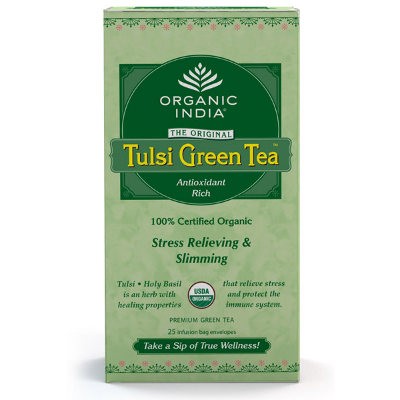 ORGANIC
INDIA®
THE ORIGINAL
Tulsi Green Tea™
Antioxidant
Rich
100% Certified Organic
Stress Relieving &
Slimming
Tulsi • Holy Basil
is an herb with
healing properties
USDA
ORGANIC
that relieve stress
and protect the
immune system.
PREMIUM GREEN TEA
25 infusion bag envelopes
Take a Sip of True Wellness!